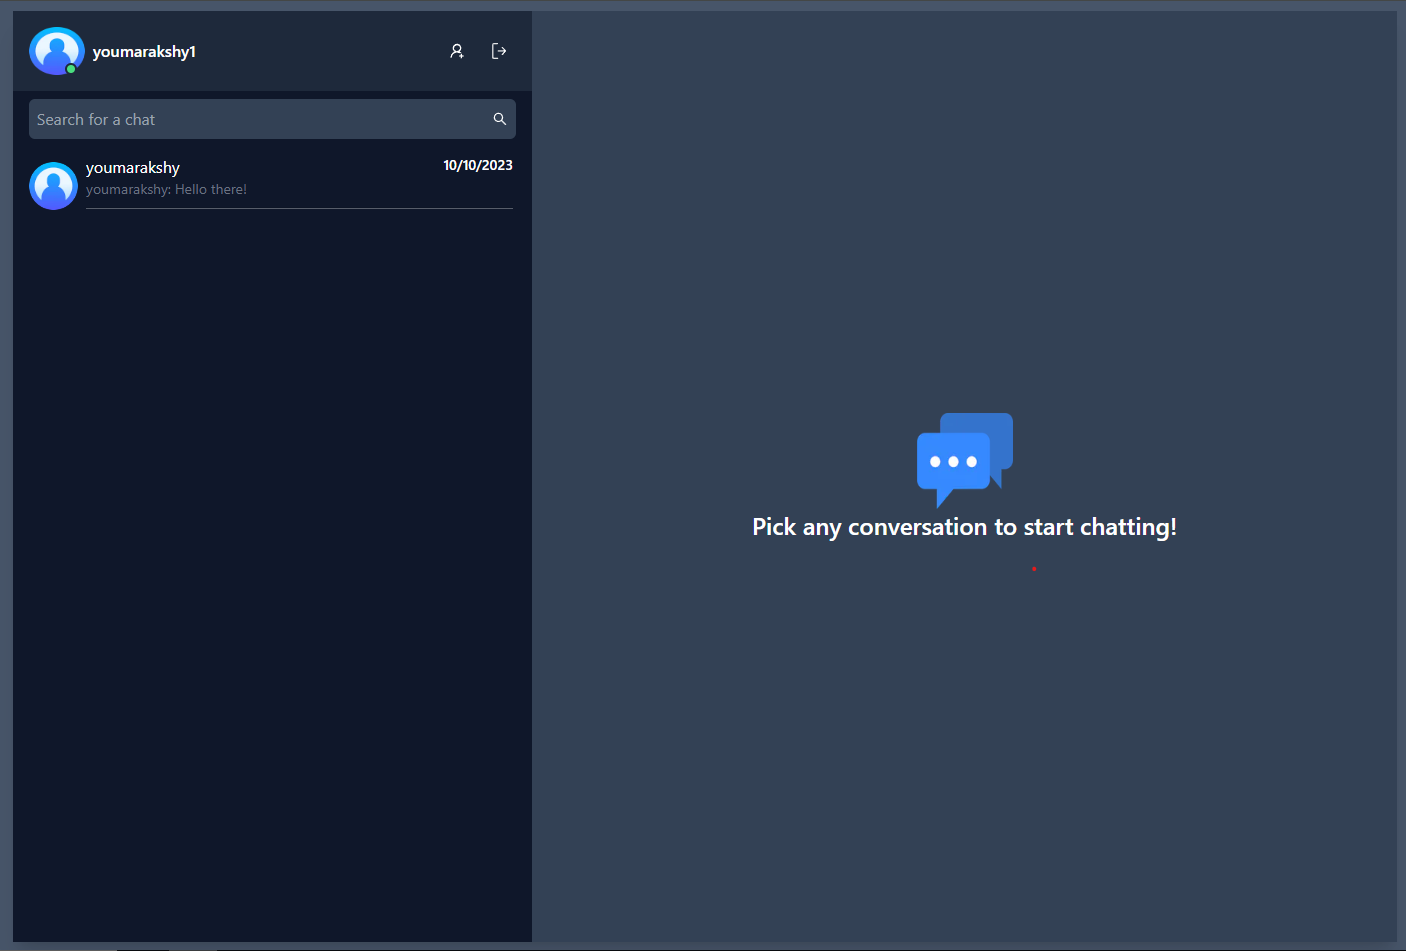 youmarakshy1
Search for a chat
youmarakshy
10/10/2023
youmarakshy: Hello there!
Pick any conversation to start chatting!